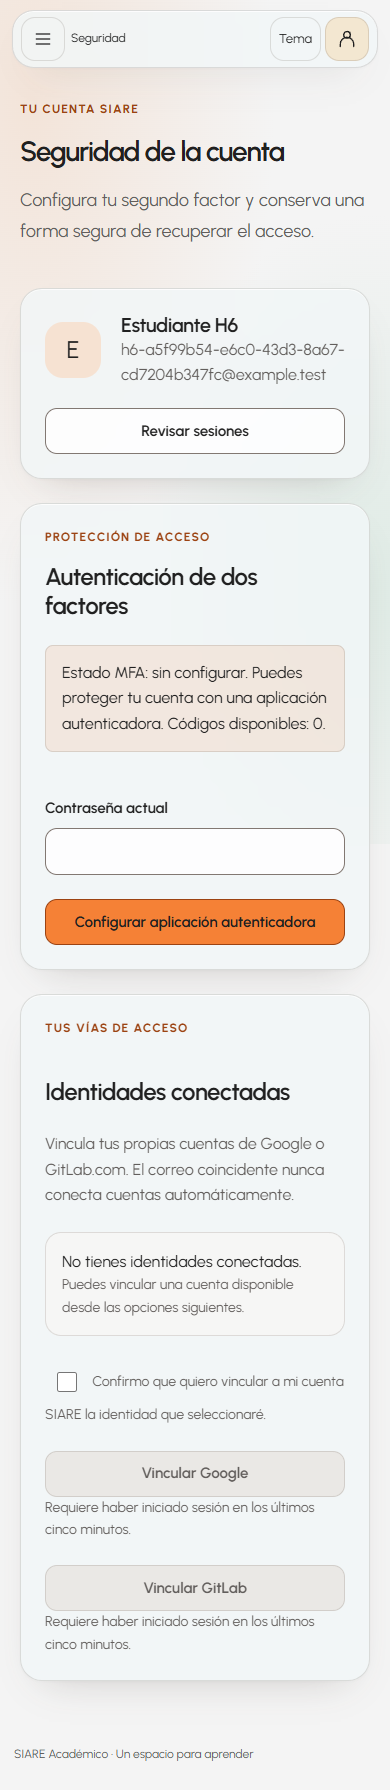 Seguridad
Tema
TU CUENTA SIARE
Seguridad de la cuenta
Configura tu segundo factor y conserva una
forma segura de recuperar el acceso.
E
Estudiante H6
h6-a5f99b54-e6c0-43d3-8a67-
cd7204b347fc@example.test
Revisar sesiones
PROTECCIÓN DE ACCESO
Autenticación de dos
factores
Estado MFA: sin configurar. Puedes
proteger tu cuenta con una aplicación
autenticadora. Códigos disponibles: 0.
Contraseña actual
Configurar aplicación autenticadora
TUS VÍAS DE ACCESO
Identidades conectadas
Vincula tus propias cuentas de Google o
GitLab.com. El correo coincidente nunca
conecta cuentas automáticamente.
No tienes identidades conectadas.
Puedes vincular una cuenta disponible
desde las opciones siguientes.
Confirmo que quiero vincular a mi cuenta
SIARE la identidad que seleccionaré.
Vincular Google
Requiere haber iniciado sesión en los últimos
cinco minutos.
Vincular GitLab
Requiere haber iniciado sesión en los últimos
cinco minutos.
SIARE Académico · Un espacio para aprender